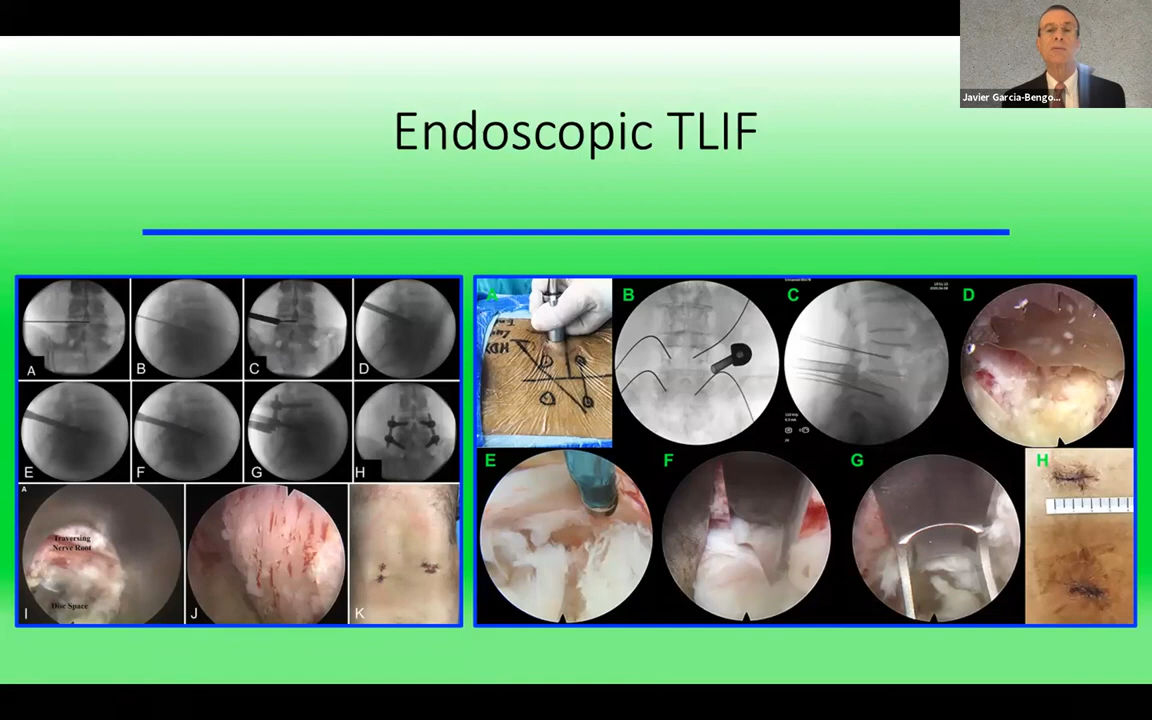 Javier Garcia-Bengo...
Endoscopic TLIF
A
B
C
D
E
F
G
H
A
Traversing
Nerve Root
Disc Space
I
J
K
A
B
C
D
E
F
G
H